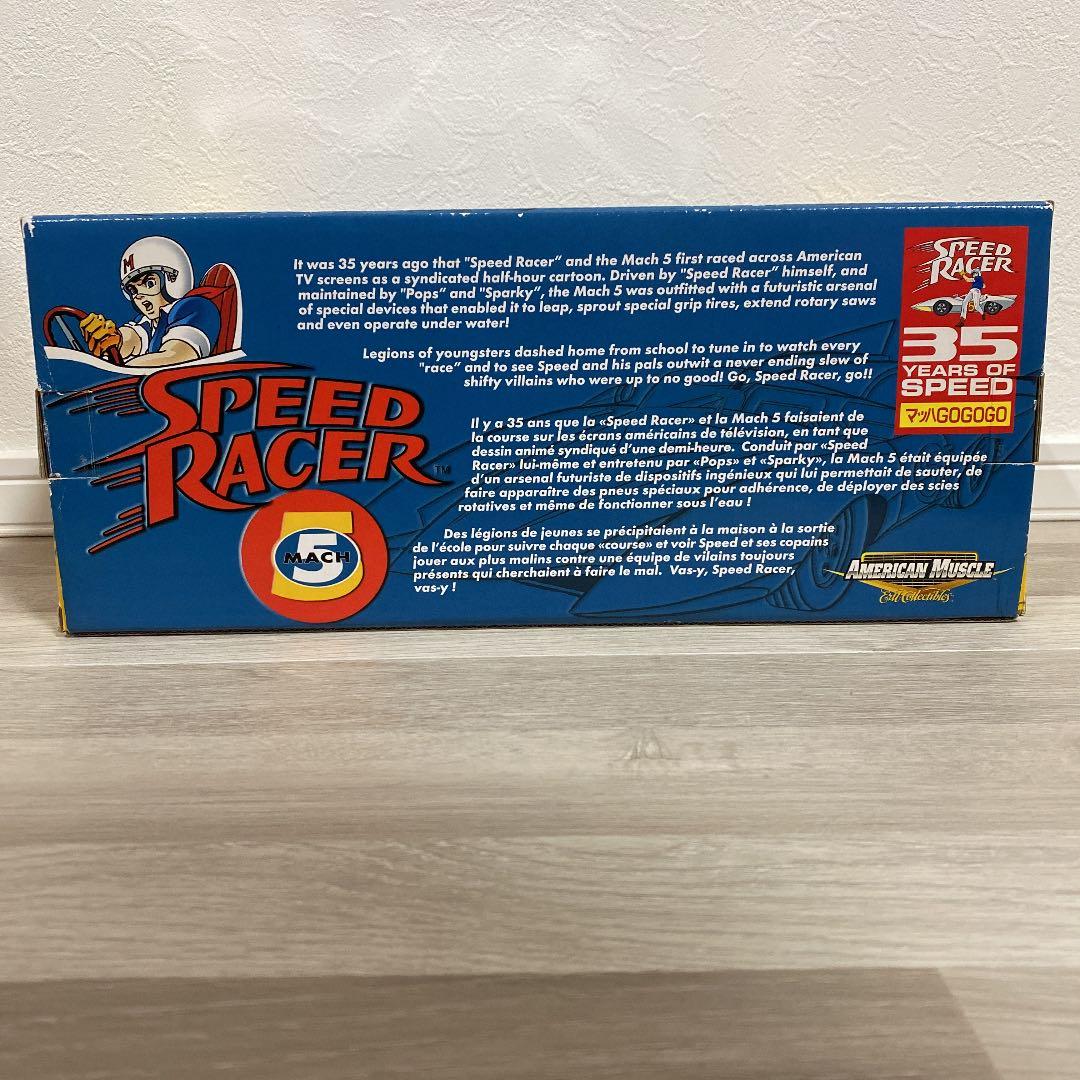 M
It was 35 years ago that "Speed Racer" and the Mach 5 first raced across American
TV screens as a syndicated half-hour cartoon. Driven by "Speed Racer" himself, and
maintained by "Pops" and "Sparky", the Mach 5 was outfitted with a futuristic arsenal
of special devices that enabled it to leap, sprout special grip tires, extend rotary saws
and even operate under water!
Legions of youngsters dashed home from school to tune in to watch every
"race" and to see Speed and his pals outwit a never ending slew of
shifty villains who were up to no good! Go, Speed Racer, go!!
SPEED
RACER™
5
MACH
Il y a 35 ans que la «Speed Racer» et la Mach 5 faisaient de
la course sur les écrans américains de télévision, en tant que
dessin animé syndiqué d'une demi-heure. Conduit par «Speed
Racer» lui-même et entretenu par «Pops» et «Sparky», la Mach 5 était équipée
d'un arsenal futuriste de dispositifs ingénieux qui lui permettait de sauter, de
faire apparaître des pneus spéciaux pour adhérence, de déployer des scies
rotatives et même de fonctionner sous l'eau !
Des légions de jeunes se précipitaient à la maison à la sortie
de l'école pour suivre chaque «course» et voir Speed et ses copains
jouer aux plus malins contre une équipe de vilains toujours
présents qui cherchaient à faire le mal. Vas-y, Speed Racer,
vas-y !
SPEED
RACER
35
YEARS OF
SPEED
マッハGOGOGO
AMERICAN MUSCLE
Ertl Collectibles